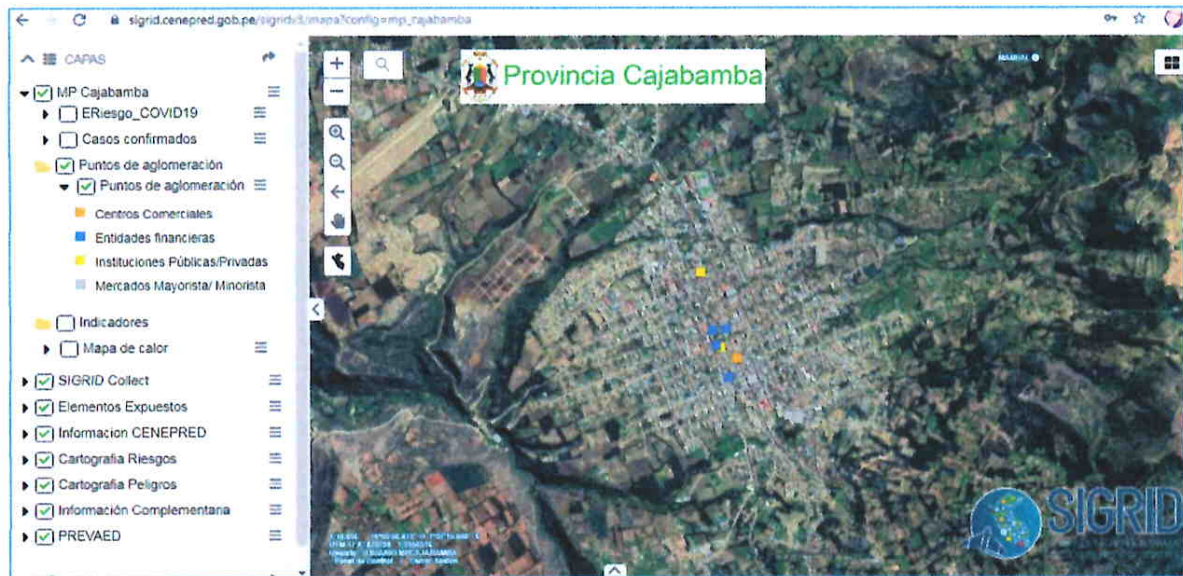 sigrid.cenepred.gob.pe/sigridv3/mapa?config=mp_cajabamba
CAPAS
MP Cajabamba
ERiesgo_COVID19
Casos confirmados
Puntos de aglomeración
Puntos de aglomeración
Centros Comerciales
Entidades financieras
Instituciones Públicas/Privadas
Mercados Mayorista/ Minorista
Indicadores
Mapa de calor
SIGRID Collect
Elementos Expuestos
Informacion CENEPRED
Cartografia Riesgos
Cartografia Peligros
Información Complementaria
PREVAED
Provincia Cajabamba
MANUAL
SIGRID